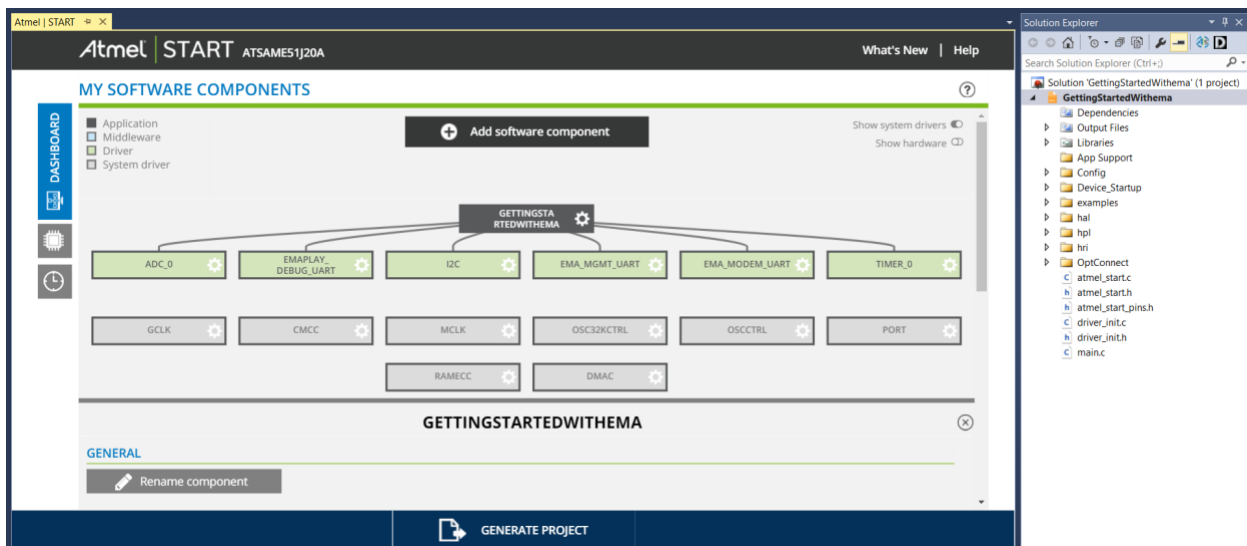 Atmel | START
Atmel START ATSAME51J20A
What's New | Help
MY SOFTWARE COMPONENTS
?
DASHBOARD
Application
Middleware
Driver
System driver
Add software component
Show system drivers
Show hardware
GETTINGSTA
RTEDWITHEMA
ADC_0
EMAPLAY_
DEBUG_UART
I2C
EMA_MGMT_UART
EMA_MODEM_UART
TIMER_0
GCLK
CMCC
MCLK
OSC32KCTRL
OSCCTRL
PORT
RAMECC
DMAC
GETTINGSTARTEDWITHEMA
GENERAL
Rename component
GENERATE PROJECT
Solution Explorer
Search Solution Explorer (Ctrl+;)
Solution 'GettingStartedWithema' (1 project)
GettingStartedWithema
Dependencies
Output Files
Libraries
App Support
Config
Device_Startup
examples
hal
hpl
hri
OptConnect
c atmel_start.c
h atmel_start.h
h atmel_start_pins.h
c driver_init.c
h driver_init.h
c main.c